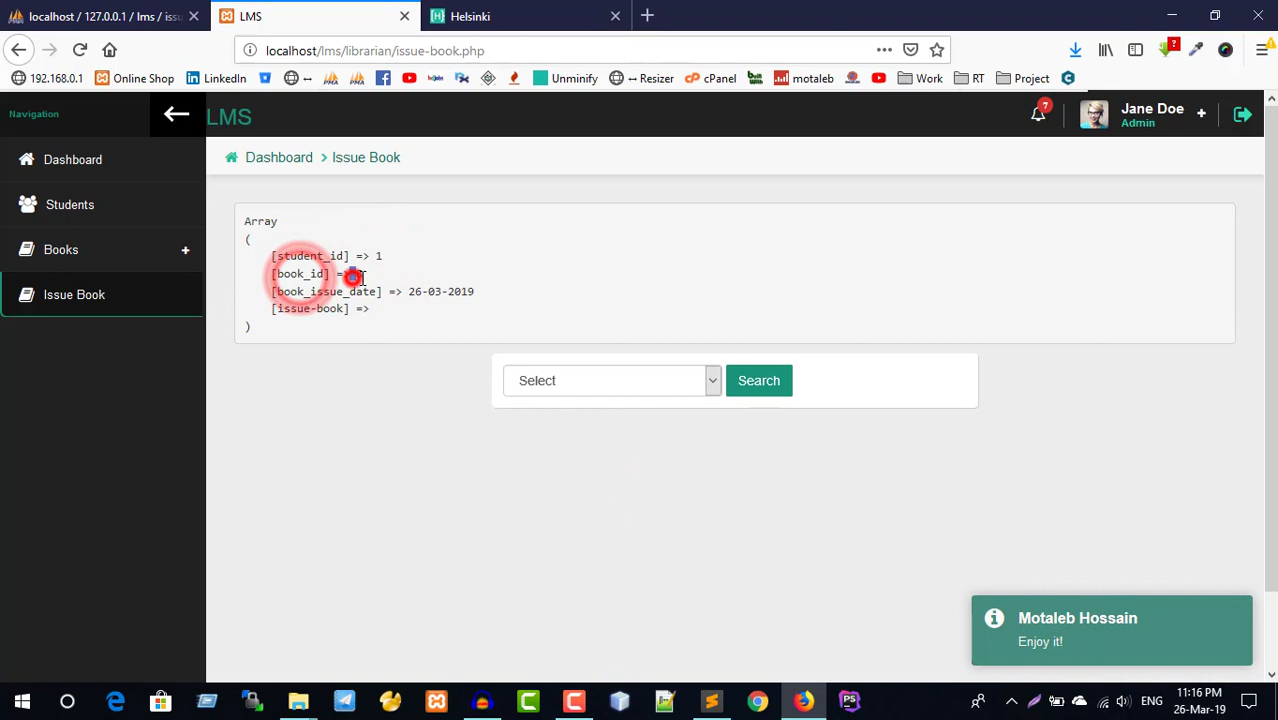 localhost / 127.0.0.1 / lms / issu
LMS
Helsinki
localhost/lms/librarian/issue-book.php
192.168.0.1
Online Shop
LinkedIn
Unminify
Resizer
cPanel
motaleb
Work
RT
Project
Navigation
LMS
7
Jane Doe
Admin
Dashboard
Dashboard > Issue Book
Students
Books
Issue Book
Array
(
[student_id] => 1
[book_id] =
[book_issue_date] => 26-03-2019
[issue-book] =>
)
Select
Search
Motaleb Hossain
Enjoy it!
ENG
11:16 PM
26-Mar-19